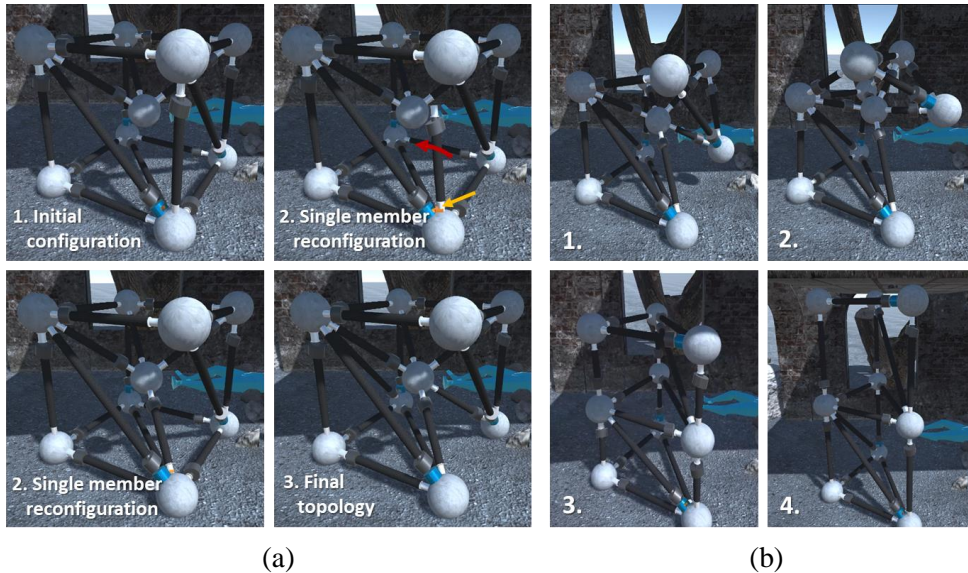 1. Initial
configuration
2. Single member
reconfiguration
2. Single member
reconfiguration
3. Final
topology
(a)
1.
2.
3.
4.
(b)